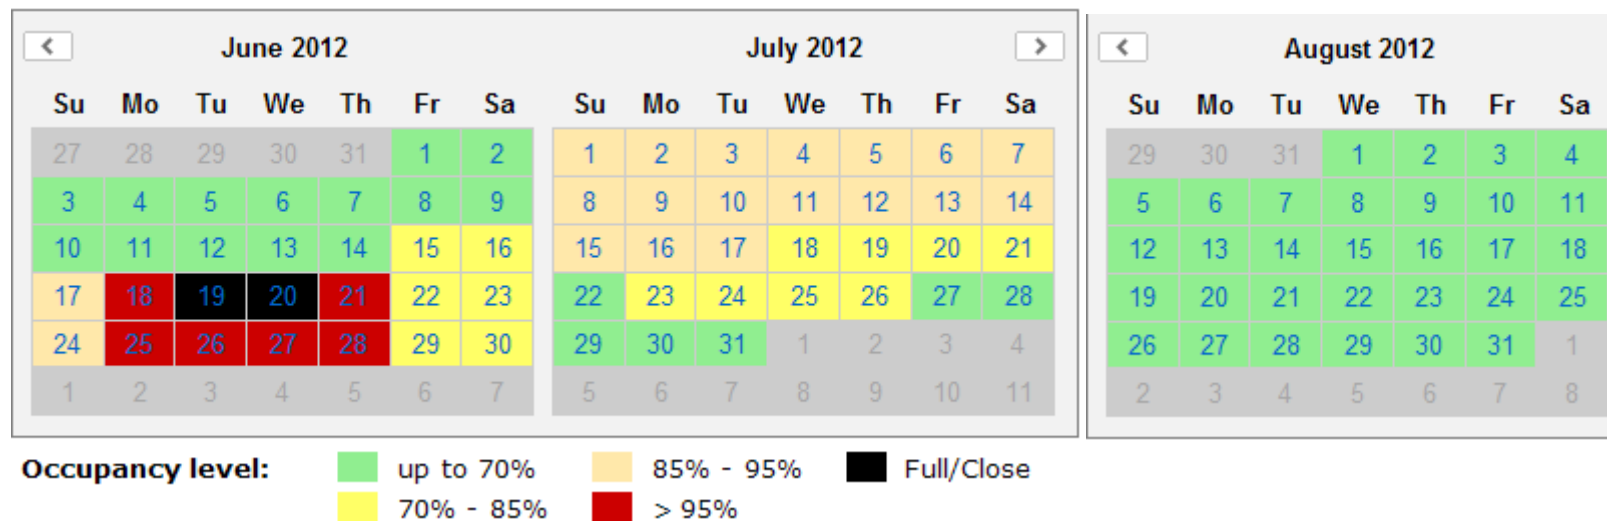 < June 2012 July 2012 > < August 2012
Su Mo Tu We Th Fr Sa Su Mo Tu We Th Fr Sa Su Mo Tu We Th Fr Sa
27 28 29 30 31 1 2 1 2 3 4 5 6 7 29 30 31 1 2 3 4
3 4 5 6 7 8 9 8 9 10 11 12 13 14 5 6 7 8 9 10 11
10 11 12 13 14 15 16 15 16 17 18 19 20 21 12 13 14 15 16 17 18
17 18 19 20 21 22 23 22 23 24 25 26 27 28 19 20 21 22 23 24 25
24 25 26 27 28 29 30 29 30 31 1 2 3 4 26 27 28 29 30 31 1
1 2 3 4 5 6 7 5 6 7 8 9 10 11 2 3 4 5 6 7 8
Occupancy level: up to 70% 85% - 95% Full/Close
70% - 85% > 95%